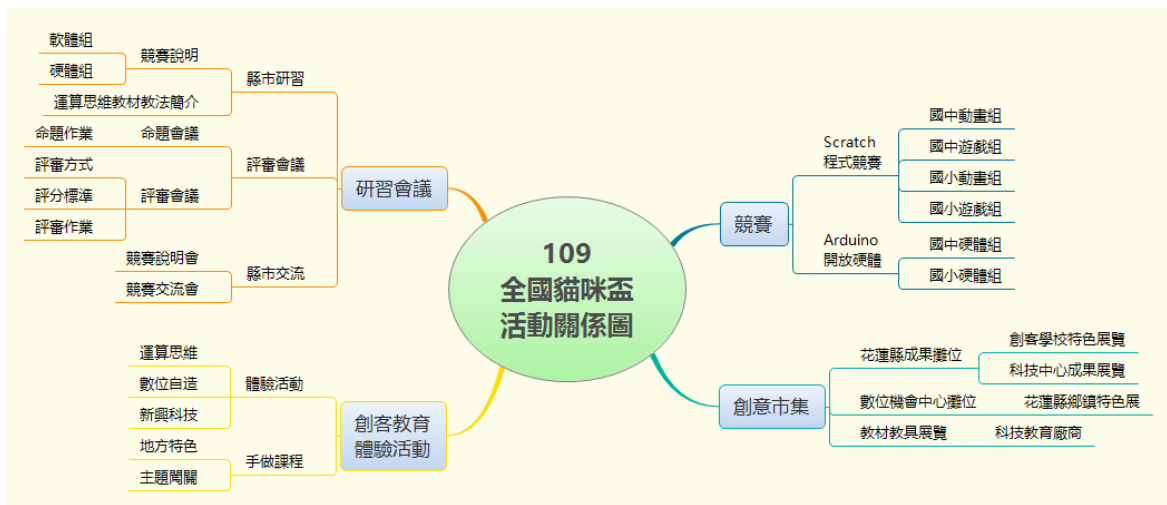 109
全國貓咪盃
活動關係圖
研習會議
縣市研習
競賽說明
軟體組
硬體組
運算思維教材教法簡介
評審會議
命題會議
命題作業
評審會議
評審方式
評分標準
評審作業
縣市交流
競賽說明會
競賽交流會
創客教育
體驗活動
體驗活動
運算思維
數位自造
新興科技
手做課程
地方特色
主題闖關
競賽
Scratch
程式競賽
國中動畫組
國中遊戲組
國小動畫組
國小遊戲組
Arduino
開放硬體
國中硬體組
國小硬體組
創意市集
花蓮縣成果攤位
創客學校特色展覽
科技中心成果展覽
數位機會中心攤位
花蓮縣鄉鎮特色展
教材教具展覽
科技教育廠商